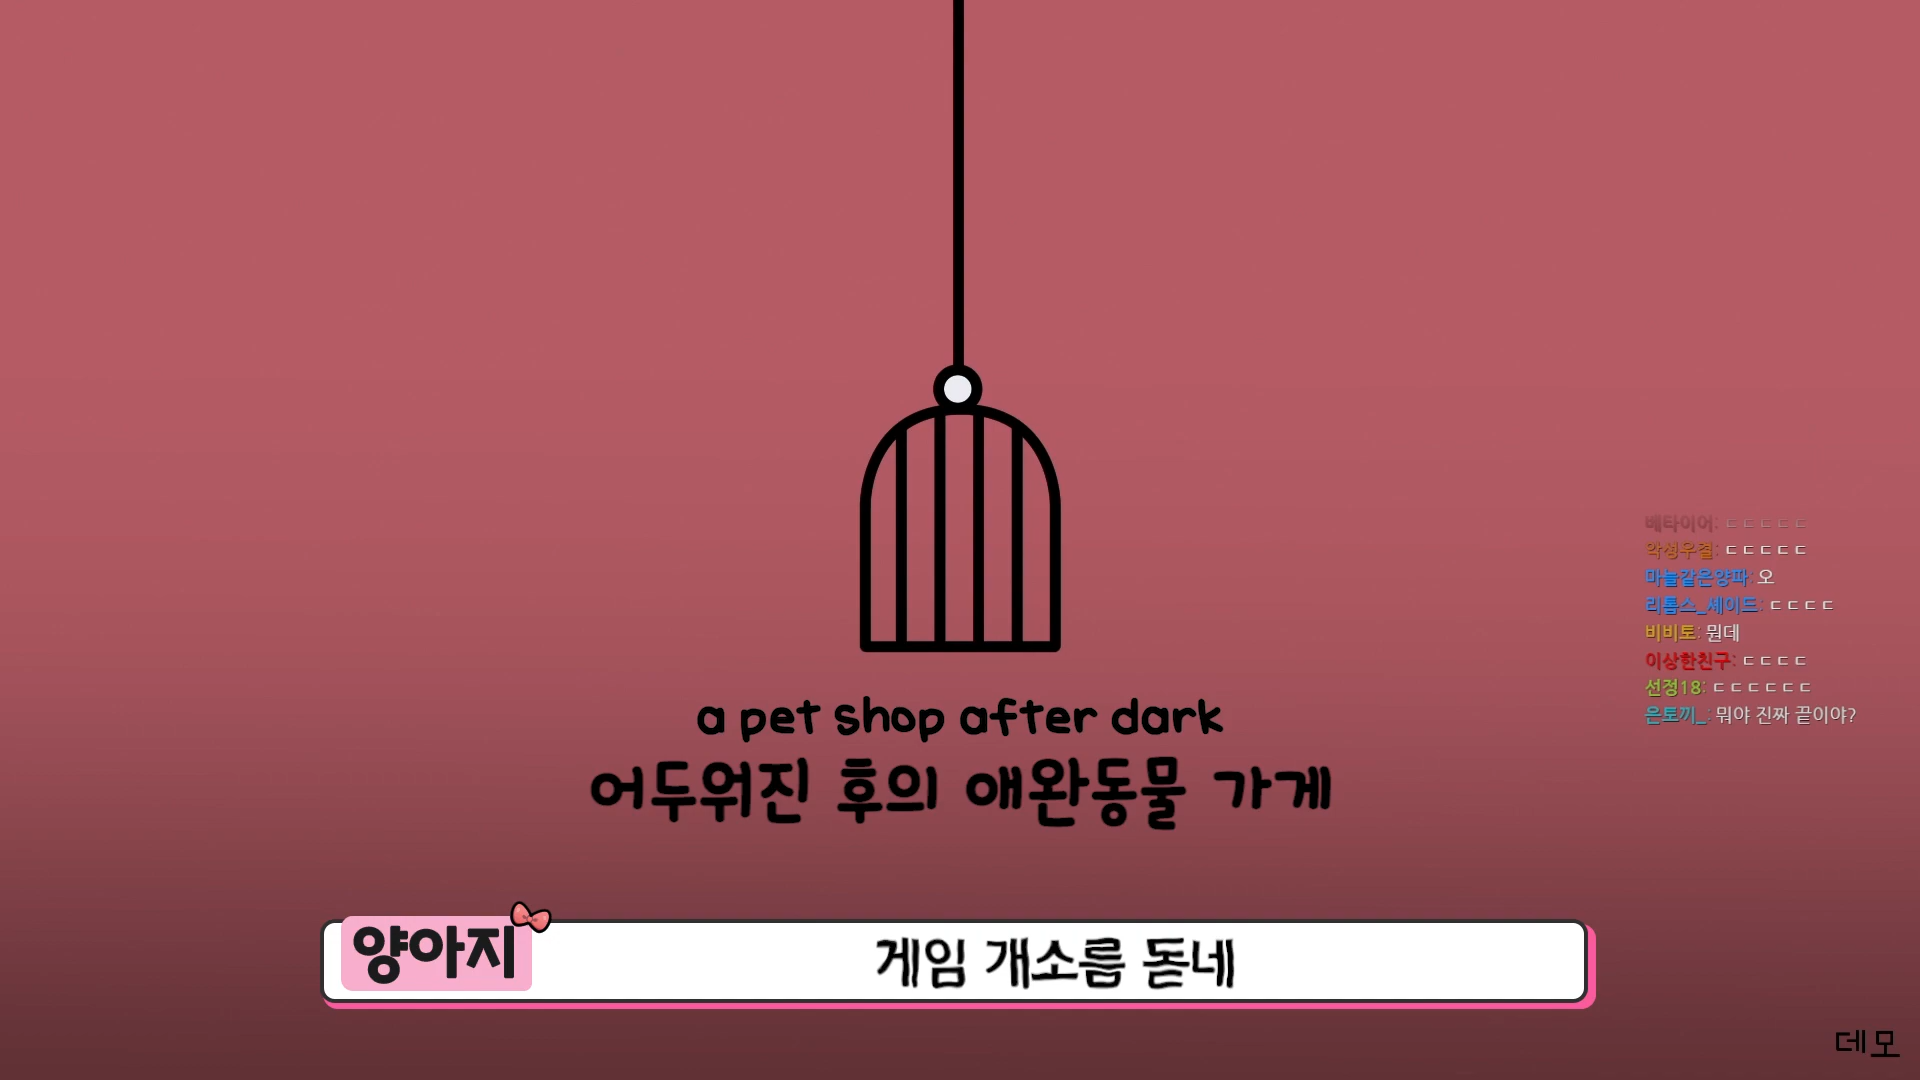 베타이어: ㄷㄷㄷㄷㄷ
악셩우결: ㄷㄷㄷㄷㄷ
마늘같은양파: 오
리톱스_셰이드: ㄷㄷㄷㄷ
비비토: 뭔데
이상한친구: ㄷㄷㄷㄷ
선정18: ㄷㄷㄷㄷㄷㄷ
은토끼_: 뭐야 진짜 끝이야?
a pet shop after dark
어두워진 후의 애완동물 가게
양아지
게임 개소름 돋네
데모